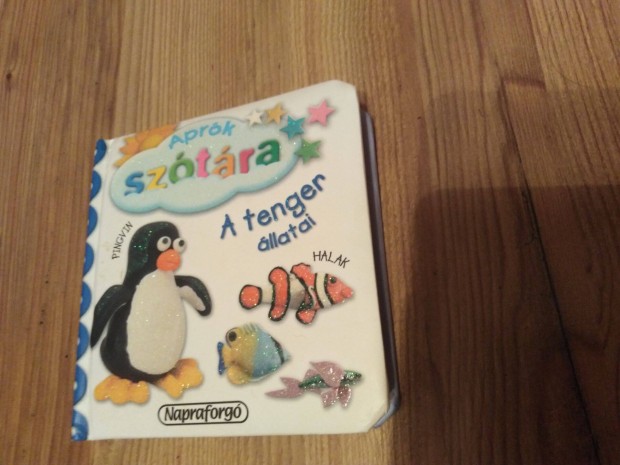 Aprók
szótára
A tenger
állatai
PINGVIN
HALAK
Napraforgó